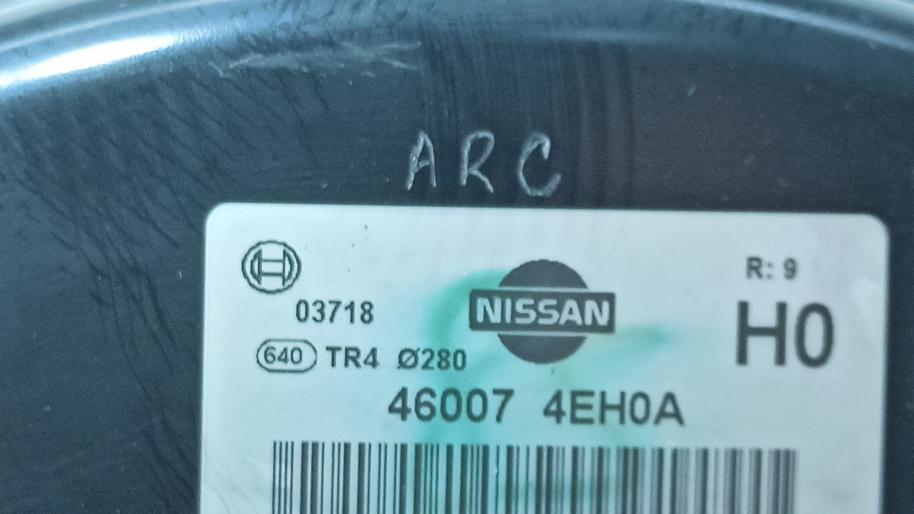 ARC
R: 9
03718
NISSAN
H0
640 TR4 Ø280
46007 4EH0A